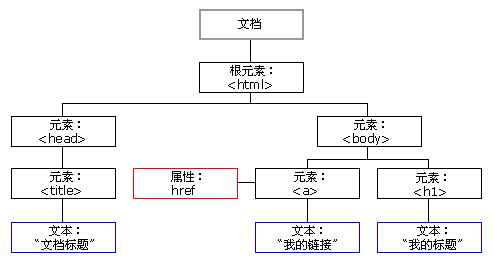 文档
根元素：
<html>
元素：
<head>
元素：
<body>
元素：
<title>
属性：
href
元素：
<a>
元素：
<h1>
文本：
“文档标题”
文本：
“我的链接”
文本：
“我的标题”